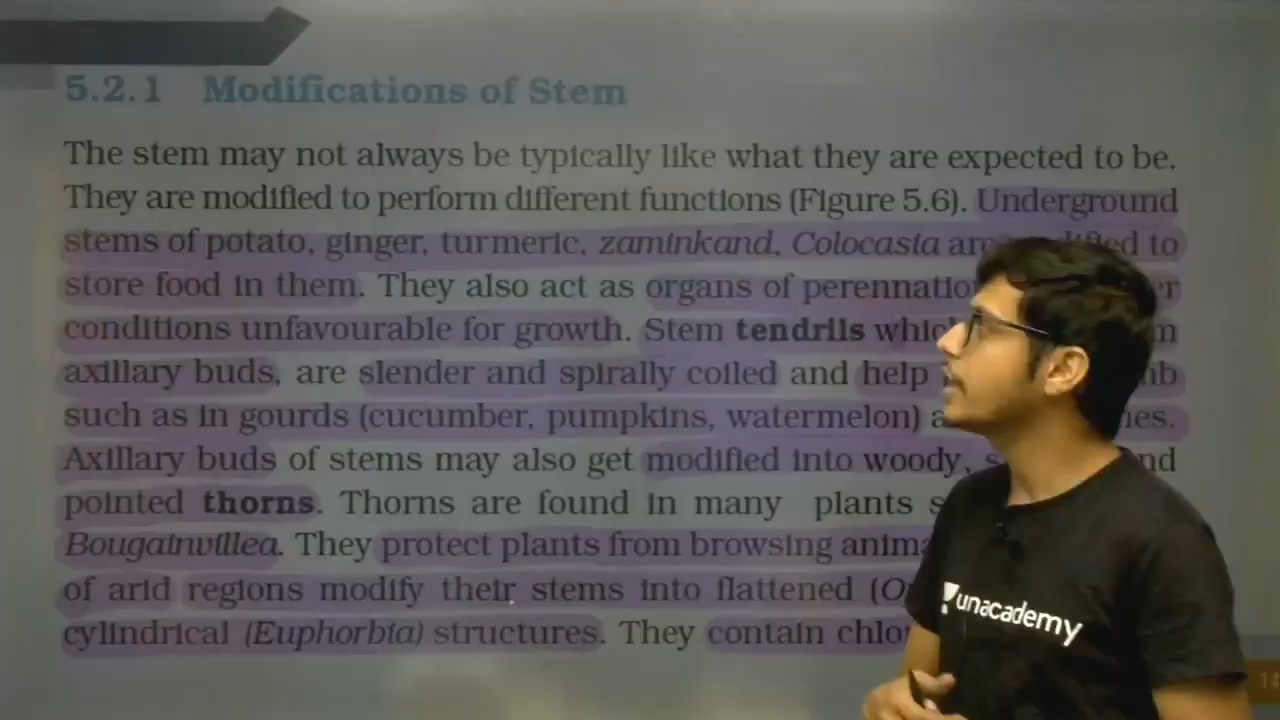 5.2.1 Modifications of Stem
The stem may not always be typically like what they are expected to be.
They are modified to perform different functions (Figure 5.6). Underground
stems of potato, ginger, turmeric, zaminkand, Colocasia are modified to
store food in them. They also act as organs of perennation
conditions unfavourable for growth. Stem tendrils which
axillary buds, are slender and spirally coiled and help
such as in gourds (cucumber, pumpkins, watermelon)
Axillary buds of stems may also get modified into woody,
pointed thorns. Thorns are found in many plants
Bougainvillea. They protect plants from browsing
of arid regions modify their stems into flattened
cylindrical (Euphorbia) structures. They contain
unacademy